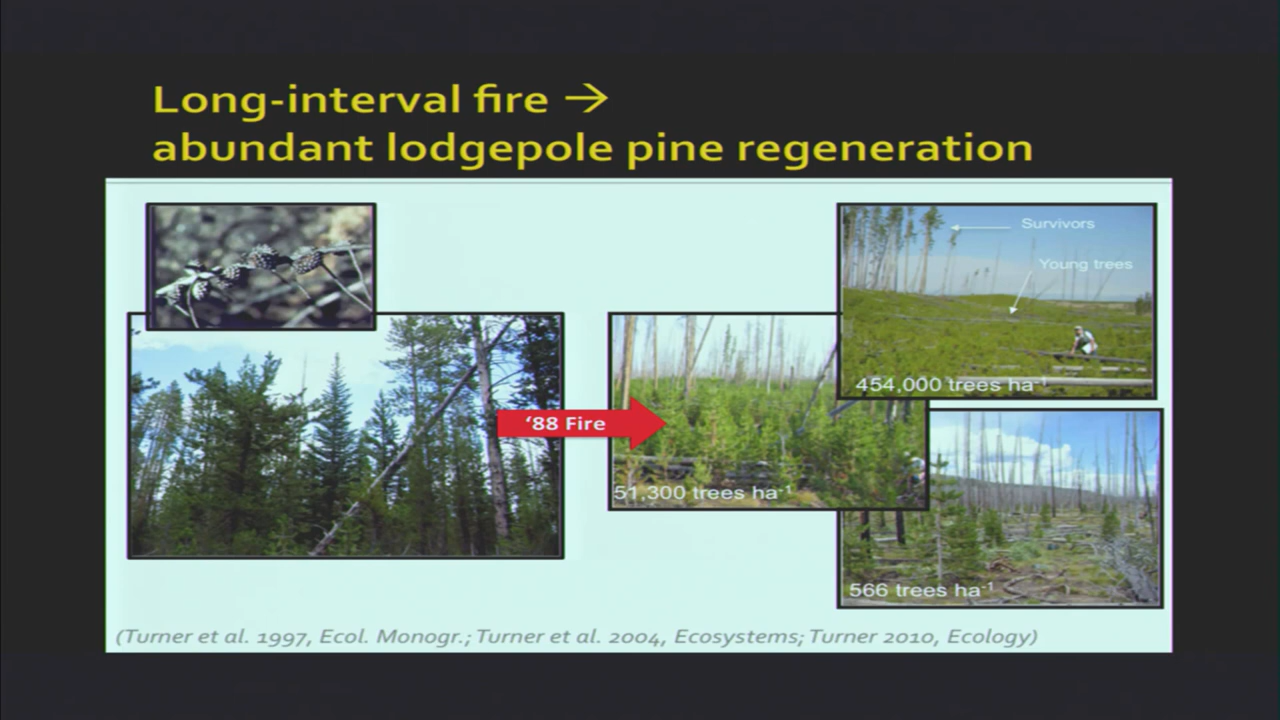 Long-interval fire →
abundant lodgepole pine regeneration
Survivors
Young trees
454,000 trees ha⁻¹
‘88 Fire
51,300 trees ha⁻¹
566 trees ha⁻¹
(Turner et al. 1997, Ecol. Monogr.; Turner et al. 2004, Ecosystems; Turner 2010, Ecology)